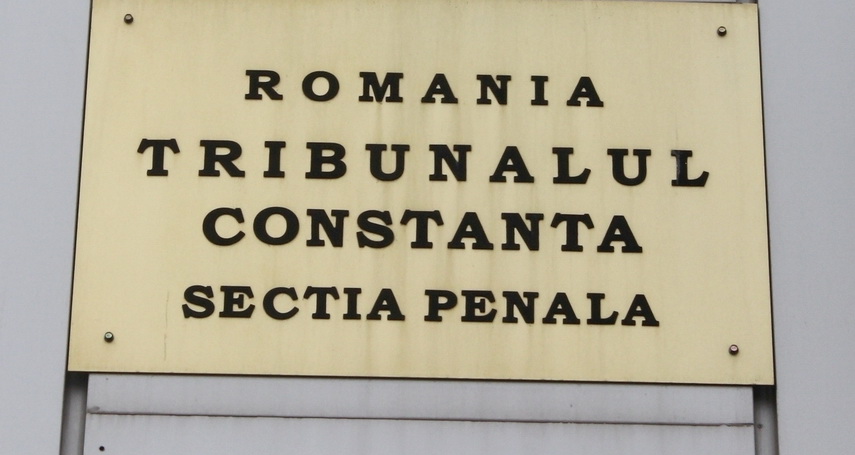 ROMANIA
TRIBUNALUL
CONSTANTA
SECTIA PENALA